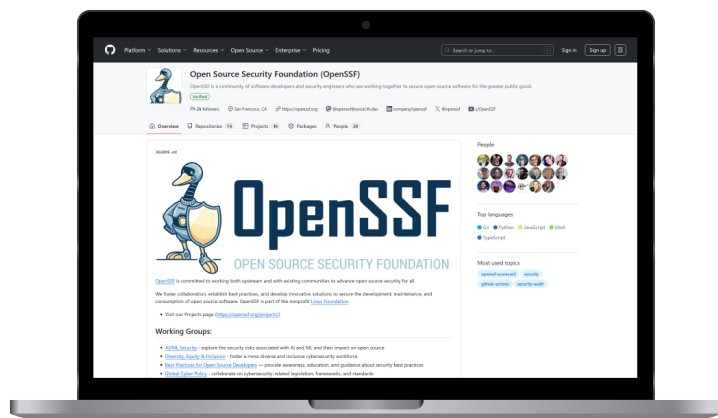 Platform Solutions Resources Open Source Enterprise Pricing Search or jump to... Sign in Sign up
Open Source Security Foundation (OpenSSF)
OpenSSF is a community of software developers and security engineers who are working together to secure open source software for the greater public good.
Verified
2k followers San Francisco, CA https://openssf.org @openssf@social.lfx.dev company/openssf @openssf c/OpenSSF
Overview Repositories 74 Projects 10 Packages People 20
README.md
OpenSSF
OPEN SOURCE SECURITY FOUNDATION
OpenSSF is committed to working both upstream and with existing communities to advance open source security for all.
We foster collaboration, establish best practices, and develop innovative solutions to secure the development, maintenance, and
consumption of open source software. OpenSSF is part of the nonprofit Linux Foundation.
• Visit our Projects page (https://openssf.org/projects/)
Working Groups:
• AI/ML Security - explore the security risks associated with AI and ML and their impact on open source
• Diversity, Equity & Inclusion - foster a more diverse and inclusive cybersecurity workforce
• Best Practices for Open Source Developers — provide awareness, education, and guidance about security best practices
• Global Cyber Policy - collaborate on cybersecurity-related legislation, frameworks, and standards
People
Top languages
Go Python JavaScript Shell
TypeScript
Most used topics
openssf-scorecard security
github-actions security-audit